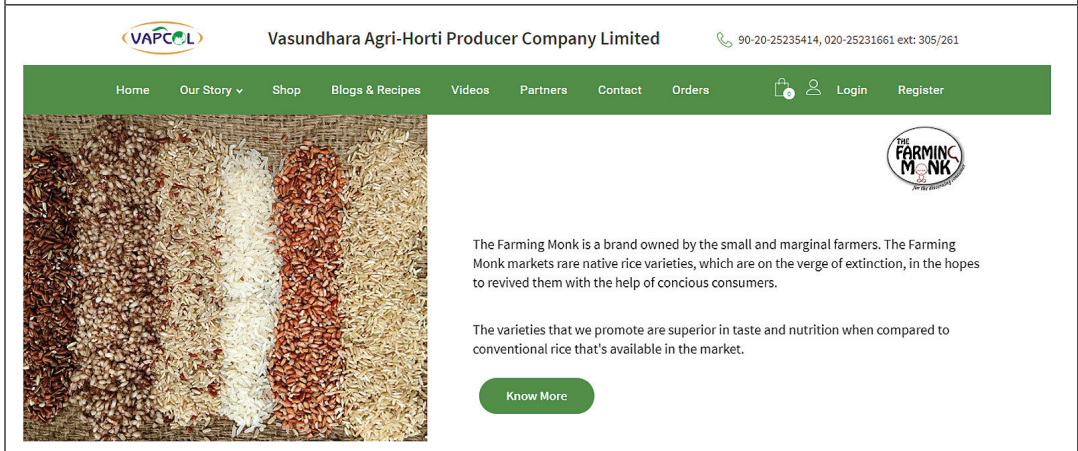 VAPCOL
Vasundhara Agri-Horti Producer Company Limited
90-20-25235414, 020-25231661 ext: 305/261
Home Our Story Shop Blogs & Recipes Videos Partners Contact Orders 0 Login Register
THE
FARMING
MONK
for the discerning consumer
The Farming Monk is a brand owned by the small and marginal farmers. The Farming
Monk markets rare native rice varieties, which are on the verge of extinction, in the hopes
to revived them with the help of concious consumers.
The varieties that we promote are superior in taste and nutrition when compared to
conventional rice that's available in the market.
Know More